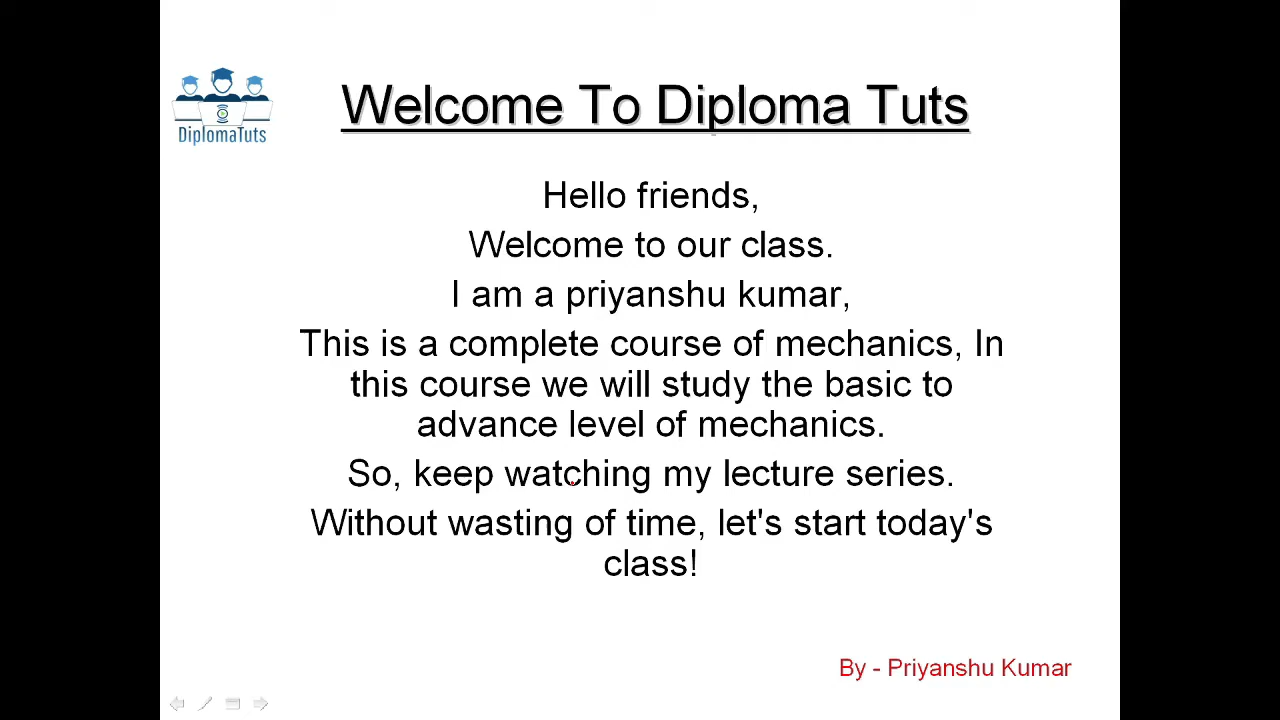 DiplomaTuts
Welcome To Diploma Tuts
Hello friends,
Welcome to our class.
I am a priyanshu kumar,
This is a complete course of mechanics, In
this course we will study the basic to
advance level of mechanics.
So, keep watching my lecture series.
Without wasting of time, let's start today's
class!
By - Priyanshu Kumar